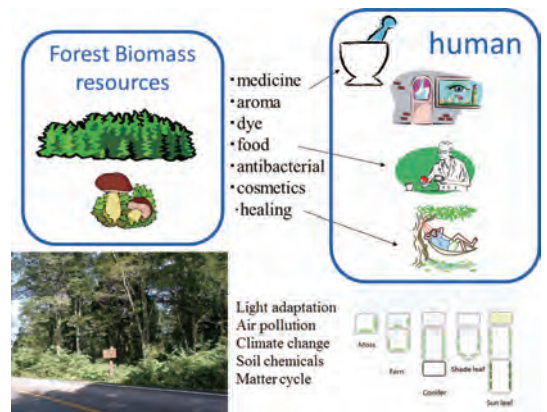 Forest Biomass
resources
·medicine
·aroma
·dye
·food
·antibacterial
·cosmetics
·healing
human
Light adaptation
Air pollution
Climate change
Soil chemicals
Matter cycle
Moss
Fern
Conifer
Shade leaf
Sun leaf